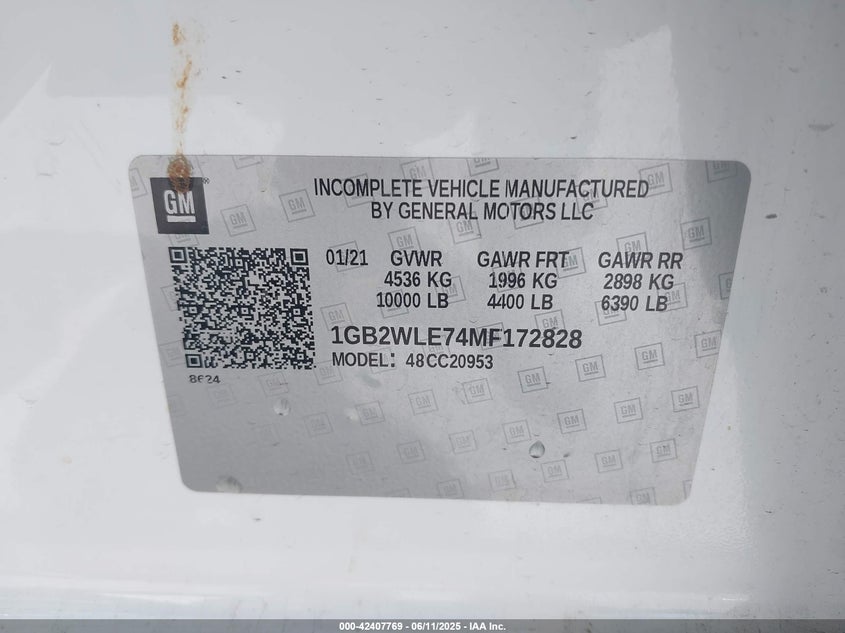 GM
INCOMPLETE VEHICLE MANUFACTURED
BY GENERAL MOTORS LLC
01/21 GVWR GAWR FRT GAWR RR
4536 KG 1996 KG 2898 KG
10000 LB 4400 LB 6390 LB
1GB2WLE74MF172828
MODEL: 48CC20953
8624
000-42407769 - 06/11/2025 - IAA Inc.